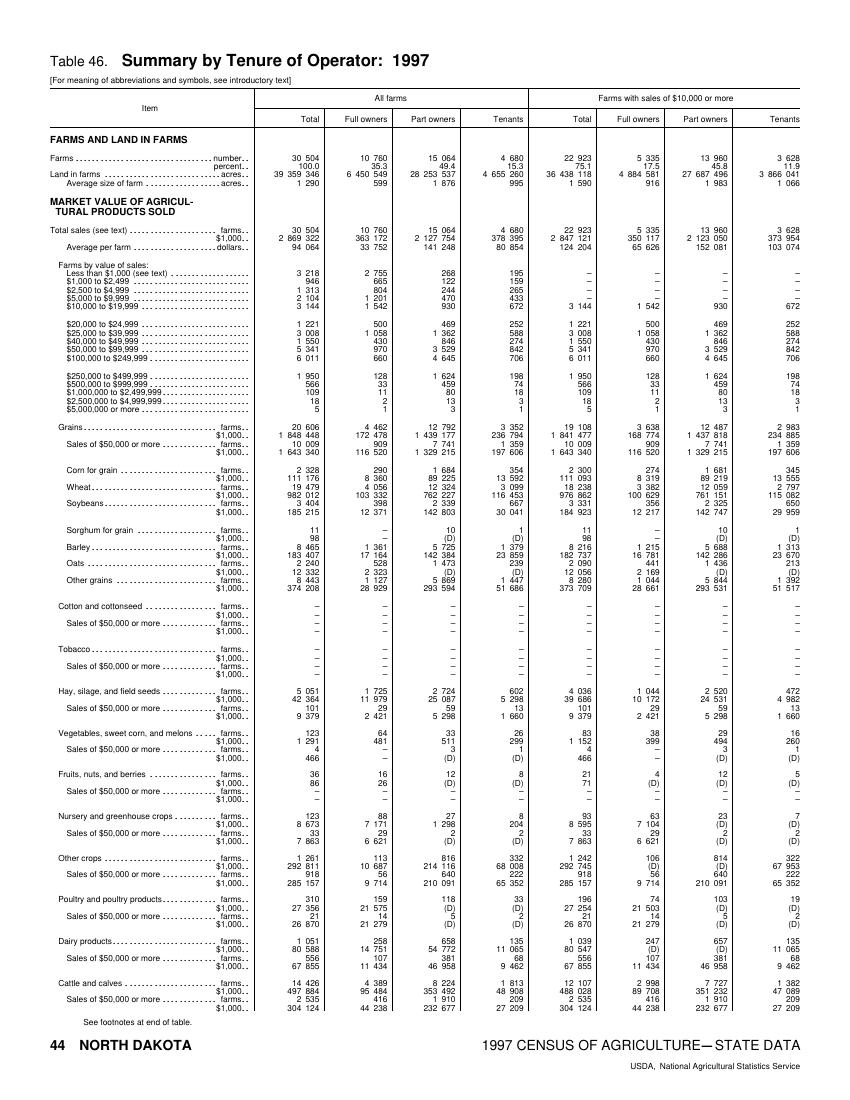 Table 46. Summary by Tenure of Operator: 1997
[For meaning of abbreviations and symbols, see introductory text]
Item All farms Farms with sales of $10,000 or more
Total Full owners Part owners Tenants Total Full owners Part owners Tenants
FARMS AND LAND IN FARMS
Farms number.. 30 504 10 760 15 064 4 680 22 923 5 335 13 960 3 628
percent.. 100.0 35.3 49.4 15.3 75.1 17.5 45.8 11.9
Land in farms acres.. 39 359 346 6 450 549 28 253 537 4 655 260 36 438 118 4 884 581 27 687 496 3 866 041
Average size of farm acres.. 1 290 599 1 876 995 1 590 916 1 983 1 066
MARKET VALUE OF AGRICUL-
TURAL PRODUCTS SOLD
Total sales (see text) farms.. 30 504 10 760 15 064 4 680 22 923 5 335 13 960 3 628
$1,000.. 2 869 322 363 172 2 127 754 378 395 2 847 121 350 117 2 123 050 373 954
Average per farm dollars.. 94 064 33 752 141 248 80 854 124 204 65 626 152 081 103 074
Farms by value of sales:
Less than $1,000 (see text) 3 218 2 755 268 195 – – – –
$1,000 to $2,499 946 665 122 159 – – – –
$2,500 to $4,999 1 313 804 244 265 – – – –
$5,000 to $9,999 2 104 1 201 470 433 – – – –
$10,000 to $19,999 3 144 1 542 930 672 3 144 1 542 930 672
$20,000 to $24,999 1 221 500 469 252 1 221 500 469 252
$25,000 to $39,999 3 008 1 058 1 362 588 3 008 1 058 1 362 588
$40,000 to $49,999 1 550 430 846 274 1 550 430 846 274
$50,000 to $99,999 5 341 970 3 529 842 5 341 970 3 529 842
$100,000 to $249,999 6 011 660 4 645 706 6 011 660 4 645 706
$250,000 to $499,999 1 950 128 1 624 198 1 950 128 1 624 198
$500,000 to $999,999 566 33 459 74 566 33 459 74
$1,000,000 to $2,499,999 109 11 80 18 109 11 80 18
$2,500,000 to $4,999,999 18 2 13 3 18 2 13 3
$5,000,000 or more 5 1 3 1 5 1 3 1
Grains farms.. 20 606 4 462 12 792 3 352 19 108 3 638 12 487 2 983
$1,000.. 1 848 448 172 478 1 439 177 236 794 1 841 477 168 774 1 437 818 234 885
Sales of $50,000 or more farms.. 10 009 909 7 741 1 359 10 009 909 7 741 1 359
$1,000.. 1 643 340 116 520 1 329 215 197 606 1 643 340 116 520 1 329 215 197 606
Corn for grain farms.. 2 328 290 1 684 354 2 300 274 1 681 345
$1,000.. 111 176 8 360 89 225 13 592 111 093 8 319 89 219 13 555
Wheat farms.. 19 479 4 056 12 324 3 099 18 238 3 382 12 059 2 797
$1,000.. 982 012 103 332 762 227 116 453 976 862 100 629 761 151 115 082
Soybeans farms.. 3 404 398 2 339 667 3 331 356 2 325 650
$1,000.. 185 215 12 371 142 803 30 041 184 923 12 217 142 747 29 959
Sorghum for grain farms.. 11 – 10 1 11 – 10 1
$1,000.. 98 – (D) (D) 98 – (D) (D)
Barley farms.. 8 465 1 361 5 725 1 379 8 216 1 215 5 688 1 313
$1,000.. 183 407 17 164 142 384 23 859 182 737 16 781 142 286 23 670
Oats farms.. 2 240 528 1 473 239 2 090 441 1 436 213
$1,000.. 12 332 2 323 (D) (D) 12 056 2 169 (D) (D)
Other grains farms.. 8 443 1 127 5 869 1 447 8 280 1 044 5 844 1 392
$1,000.. 374 208 28 929 293 594 51 686 373 709 28 661 293 531 51 517
Cotton and cottonseed farms.. – – – – – – – –
$1,000.. – – – – – – – –
Sales of $50,000 or more farms.. – – – – – – – –
$1,000.. – – – – – – – –
Tobacco farms.. – – – – – – – –
$1,000.. – – – – – – – –
Sales of $50,000 or more farms.. – – – – – – – –
$1,000.. – – – – – – – –
Hay, silage, and field seeds farms.. 5 051 1 725 2 724 602 4 036 1 044 2 520 472
$1,000.. 42 364 11 979 25 087 5 298 39 686 10 172 24 531 4 982
Sales of $50,000 or more farms.. 101 29 59 13 101 29 59 13
$1,000.. 9 379 2 421 5 298 1 660 9 379 2 421 5 298 1 660
Vegetables, sweet corn, and melons farms.. 123 64 33 26 83 38 29 16
$1,000.. 1 291 481 511 299 1 152 399 494 260
Sales of $50,000 or more farms.. 4 – 3 1 4 – 3 1
$1,000.. 466 – (D) (D) 466 – (D) (D)
Fruits, nuts, and berries farms.. 36 16 12 8 21 4 12 5
$1,000.. 86 26 (D) (D) 71 (D) (D) (D)
Sales of $50,000 or more farms.. – – – – – – – –
$1,000.. – – – – – – – –
Nursery and greenhouse crops farms.. 123 88 27 8 93 63 23 7
$1,000.. 8 673 7 171 1 298 204 8 595 7 104 (D) (D)
Sales of $50,000 or more farms.. 33 29 2 2 33 29 2 2
$1,000.. 7 863 6 621 (D) (D) 7 863 6 621 (D) (D)
Other crops farms.. 1 261 113 816 332 1 242 106 814 322
$1,000.. 292 811 10 687 214 116 68 008 292 745 (D) (D) 67 953
Sales of $50,000 or more farms.. 918 56 640 222 918 56 640 222
$1,000.. 285 157 9 714 210 091 65 352 285 157 9 714 210 091 65 352
Poultry and poultry products farms.. 310 159 118 33 196 74 103 19
$1,000.. 27 356 21 575 (D) (D) 27 254 21 503 (D) (D)
Sales of $50,000 or more farms.. 21 14 5 2 21 14 5 2
$1,000.. 26 870 21 279 (D) (D) 26 870 21 279 (D) (D)
Dairy products farms.. 1 051 258 658 135 1 039 247 657 135
$1,000.. 80 588 14 751 54 772 11 065 80 547 (D) (D) 11 065
Sales of $50,000 or more farms.. 556 107 381 68 556 107 381 68
$1,000.. 67 855 11 434 46 958 9 462 67 855 11 434 46 958 9 462
Cattle and calves farms.. 14 426 4 389 8 224 1 813 12 107 2 998 7 727 1 382
$1,000.. 497 884 95 484 353 492 48 908 488 028 89 708 351 232 47 089
Sales of $50,000 or more farms.. 2 535 416 1 910 209 2 535 416 1 910 209
$1,000.. 304 124 44 238 232 677 27 209 304 124 44 238 232 677 27 209
See footnotes at end of table.
44 NORTH DAKOTA 1997 CENSUS OF AGRICULTURE—STATE DATA
USDA, National Agricultural Statistics Service